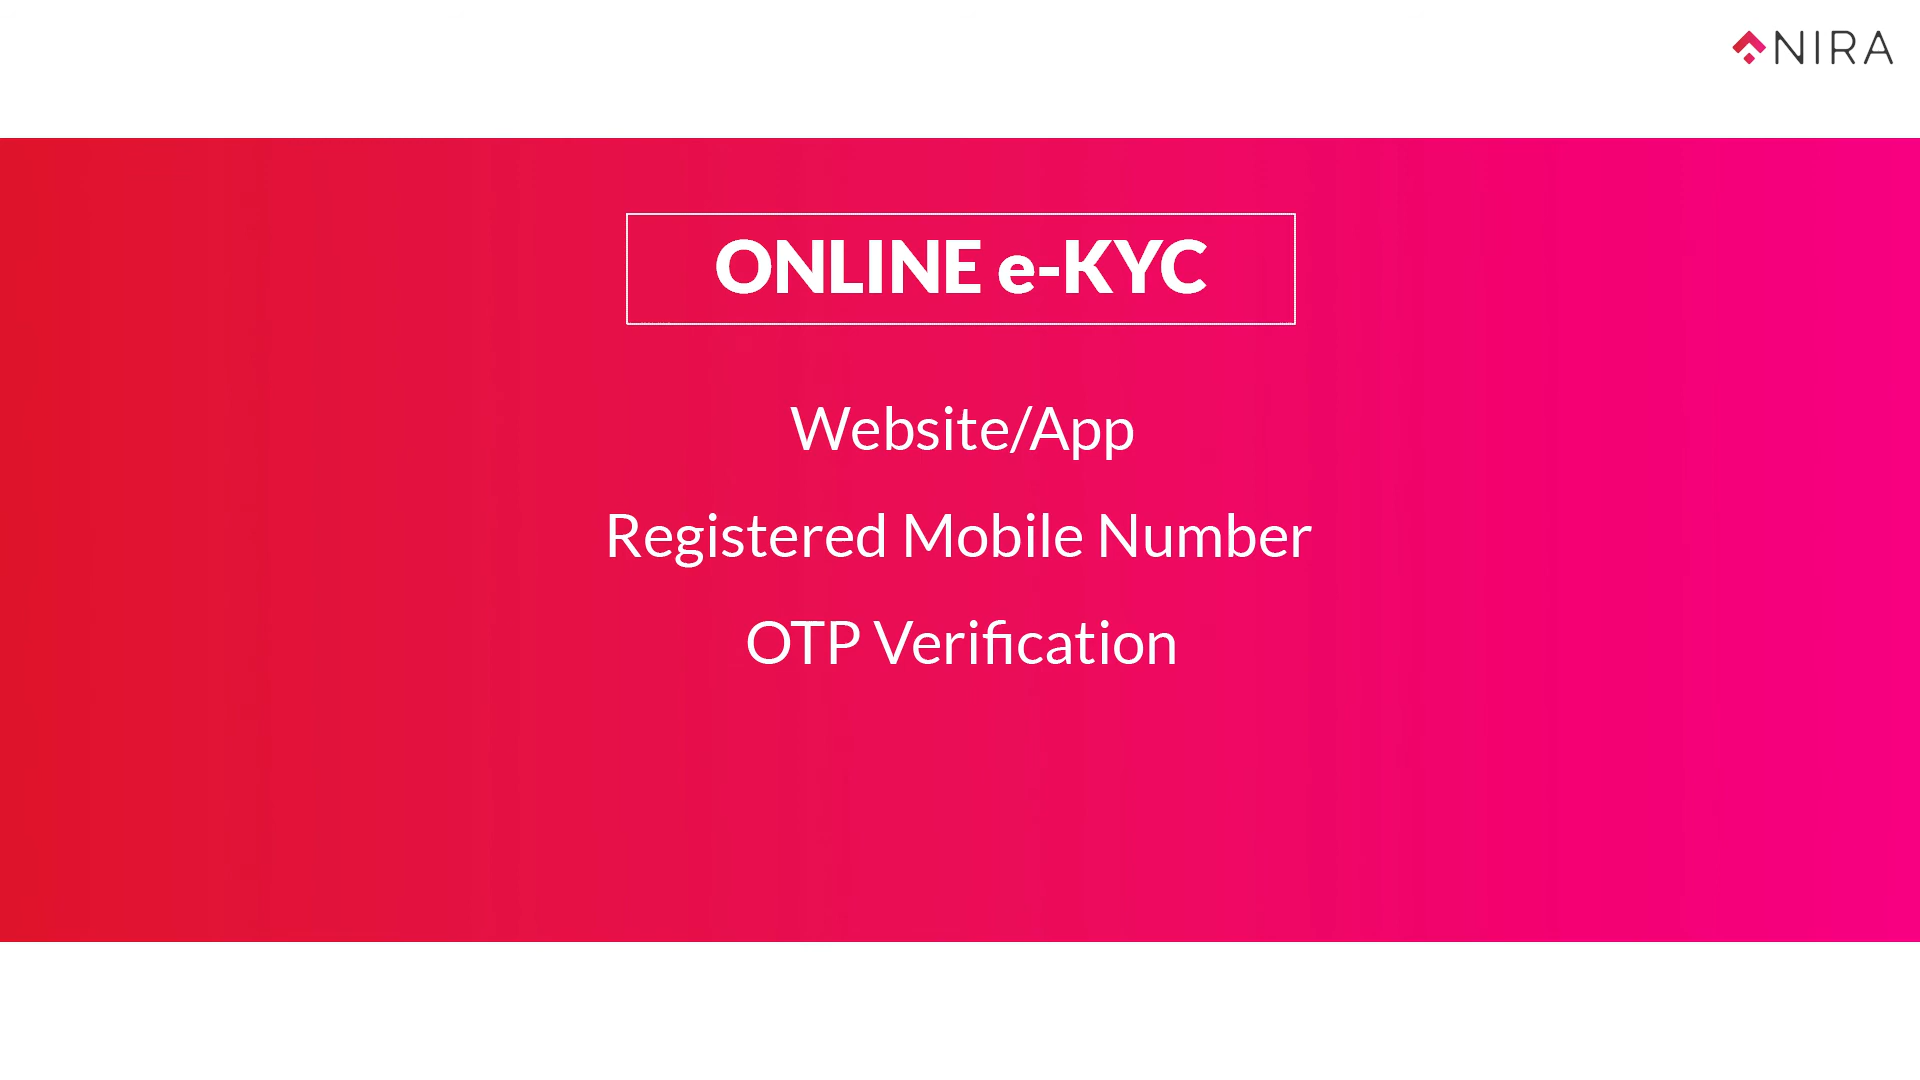 NIRA
ONLINE e-KYC
Website/App
Registered Mobile Number
OTP Verification